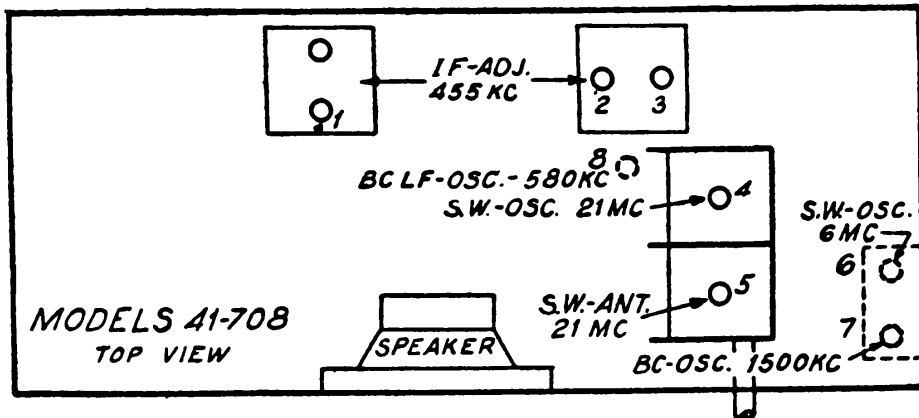 IF-ADJ.
455 KC
1
2
3
8
BC LF-OSC.-580KC
S.W.-OSC. 21MC
4
S.W.-OSC.
6MC
6
S.W.-ANT.
21 MC
5
7
BC-OSC. 1500KC
MODELS 41-708
TOP VIEW
SPEAKER